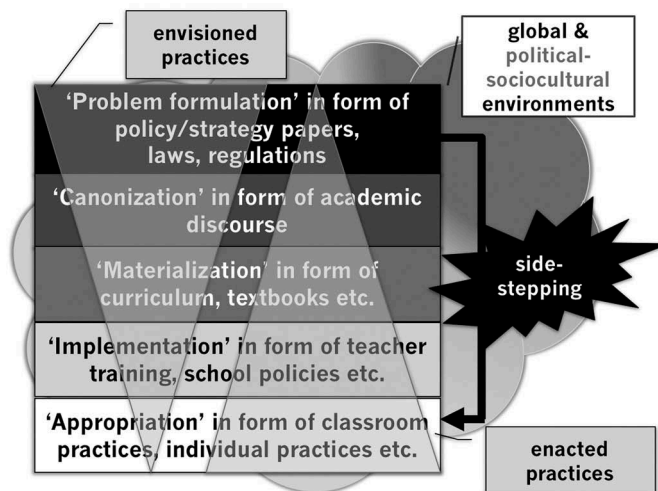 envisioned
practices
global &
political-
sociocultural
environments
‘Problem formulation’ in form of
policy/strategy papers,
laws, regulations
‘Canonization’ in form of academic
discourse
‘Materialization’ in form of
curriculum, textbooks etc.
side-
stepping
‘Implementation’ in form of teacher
training, school policies etc.
‘Appropriation’ in form of classroom
practices, individual practices etc.
enacted
practices